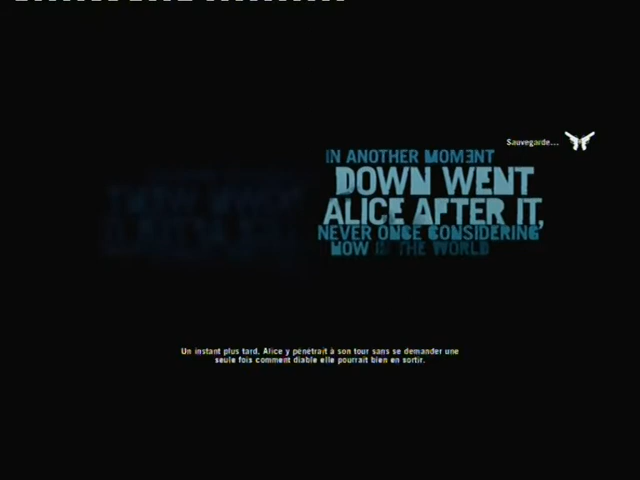 Sauvegarde...
IN ANOTHER MOMENT
DOWN WENT
ALICE AFTER IT,
NEVER ONCE CONSIDERING
HOW IN THE WORLD
Un instant plus tard, Alice y pénétrait à son tour sans se demander une
seule fois comment diable elle pourrait bien en sortir.